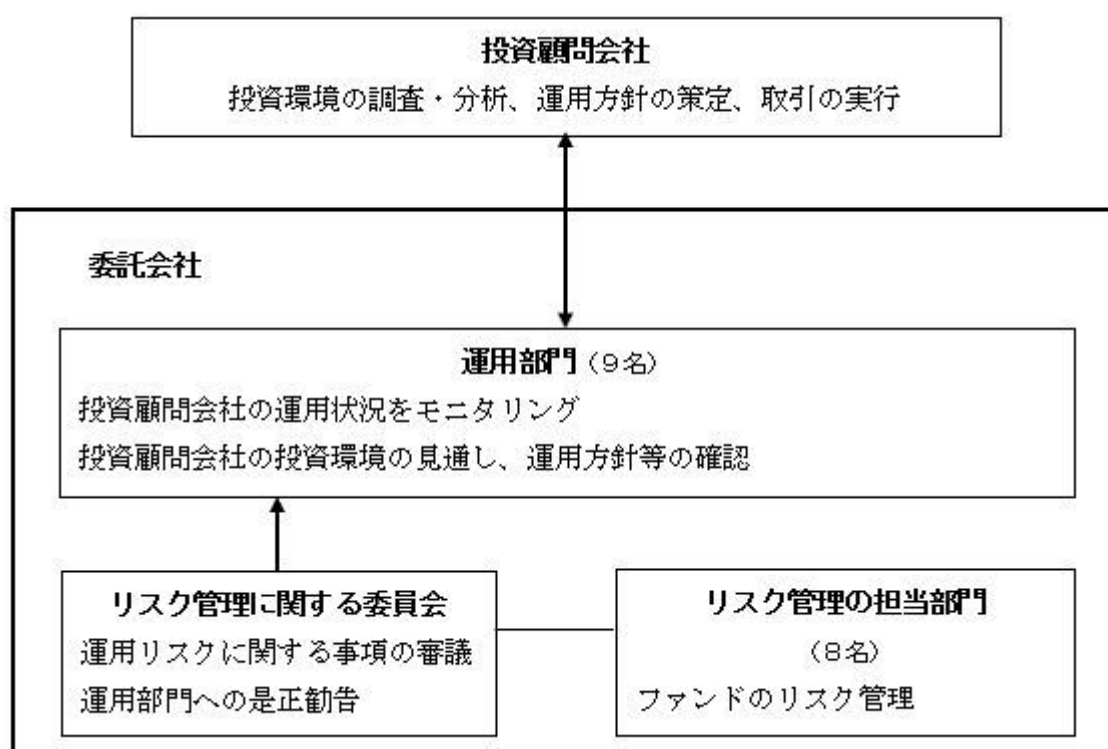 投資顧問会社
投資環境の調査・分析、運用方針の策定、取引の実行
委託会社
運用部門（９名）
投資顧問会社の運用状況をモニタリング
投資顧問会社の投資環境の見通し、運用方針等の確認
リスク管理に関する委員会
運用リスクに関する事項の審議
運用部門への是正勧告
リスク管理の担当部門
（８名）
ファンドのリスク管理